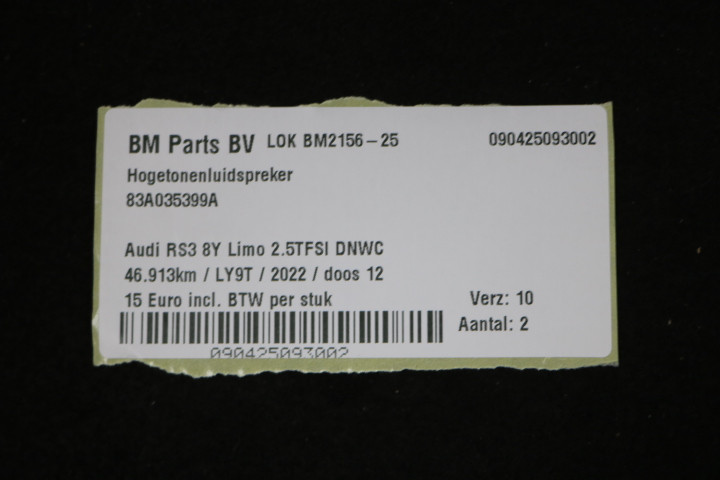 BM Parts BV LOK BM2156-25 090425093002
Hogetonenluidspreker
83A035399A
Audi RS3 8Y Limo 2.5TFSI DNWC
46.913km / LY9T / 2022 / doos 12
15 Euro incl. BTW per stuk Verz: 10
Aantal: 2
090425093002